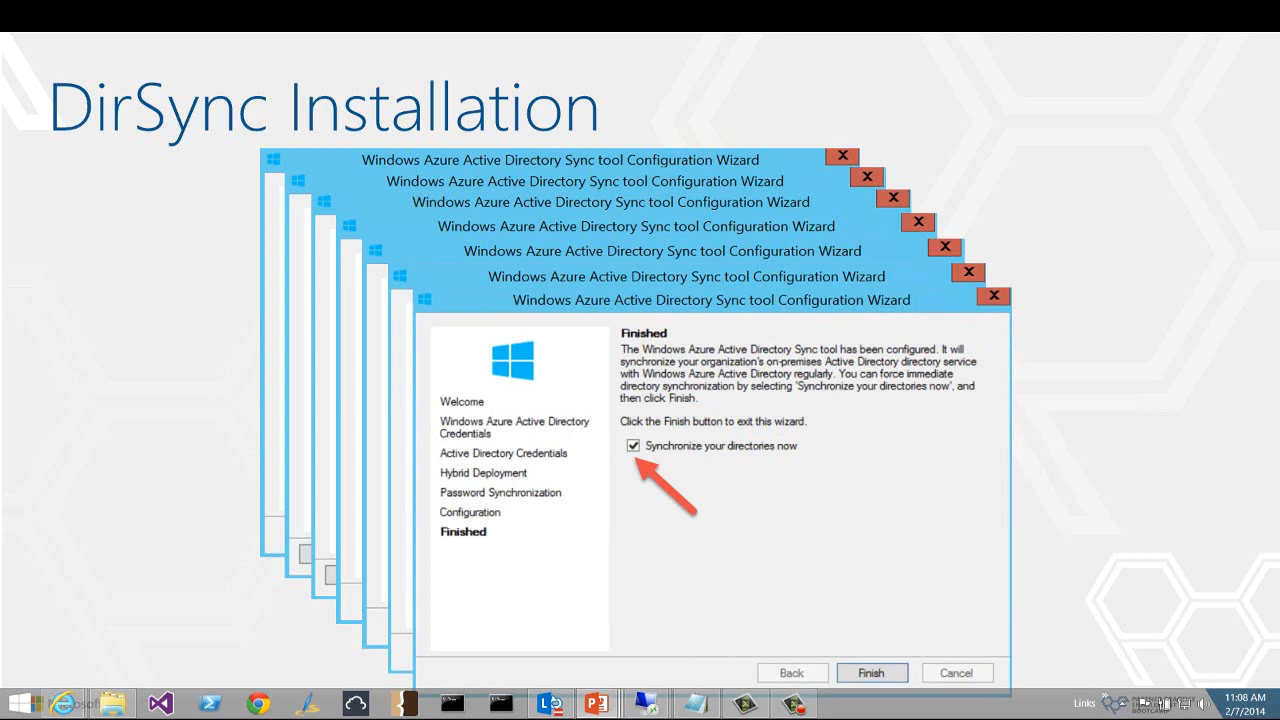 DirSync Installation
Windows Azure Active Directory Sync tool Configuration Wizard
X
Windows Azure Active Directory Sync tool Configuration Wizard
X
Windows Azure Active Directory Sync tool Configuration Wizard
X
Windows Azure Active Directory Sync tool Configuration Wizard
X
Windows Azure Active Directory Sync tool Configuration Wizard
X
Windows Azure Active Directory Sync tool Configuration Wizard
X
Windows Azure Active Directory Sync tool Configuration Wizard
X
Welcome
Windows Azure Active Directory
Credentials
Active Directory Credentials
Hybrid Deployment
Password Synchronization
Configuration
Finished
Finished
The Windows Azure Active Directory Sync tool has been configured. It will
synchronize your organization's on-premises Active Directory directory service
with Windows Azure Active Directory regularly. You can force immediate
directory synchronization by selecting 'Synchronize your directories now', and
then click Finish.
Click the Finish button to exit this wizard.
Synchronize your directories now
Back
Finish
Cancel
Links
11:08 AM
2/7/2014